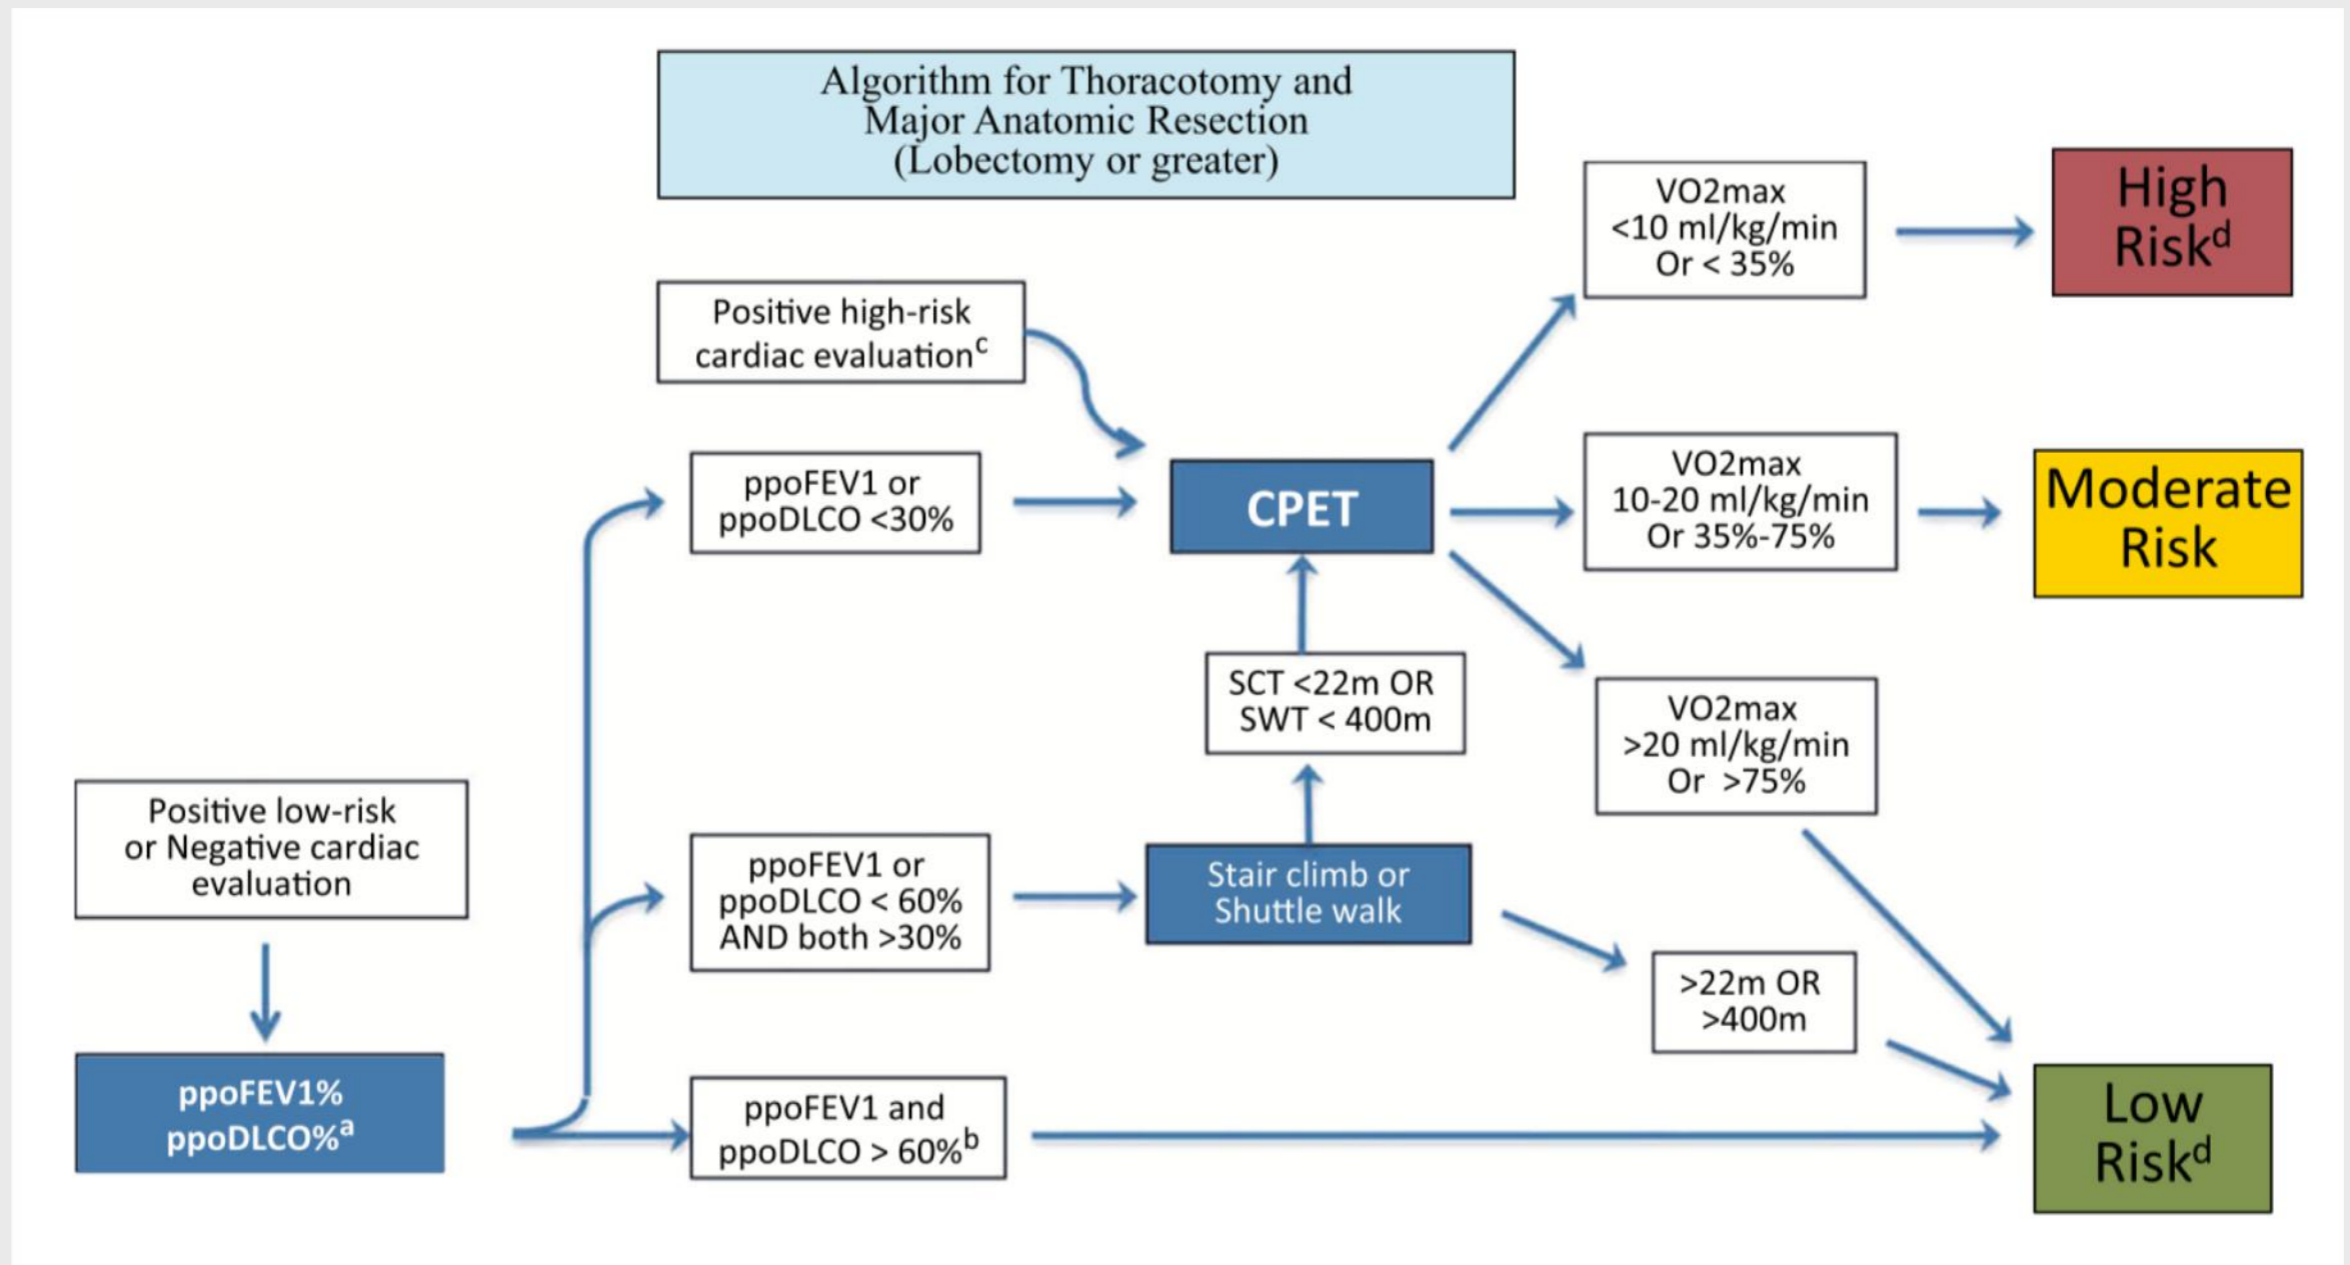 Algorithm for Thoracotomy and
Major Anatomic Resection
(Lobectomy or greater)
VO2max
<10 ml/kg/min
Or < 35%
High
Riskd
Positive high-risk
cardiac evaluationc
ppoFEV1 or
ppoDLCO <30%
CPET
VO2max
10-20 ml/kg/min
Or 35%-75%
Moderate
Risk
SCT <22m OR
SWT < 400m
VO2max
>20 ml/kg/min
Or >75%
Positive low-risk
or Negative cardiac
evaluation
ppoFEV1 or
ppoDLCO < 60%
AND both >30%
Stair climb or
Shuttle walk
>22m OR
>400m
ppoFEV1%
ppoDLCO%a
ppoFEV1 and
ppoDLCO > 60%b
Low
Riskd